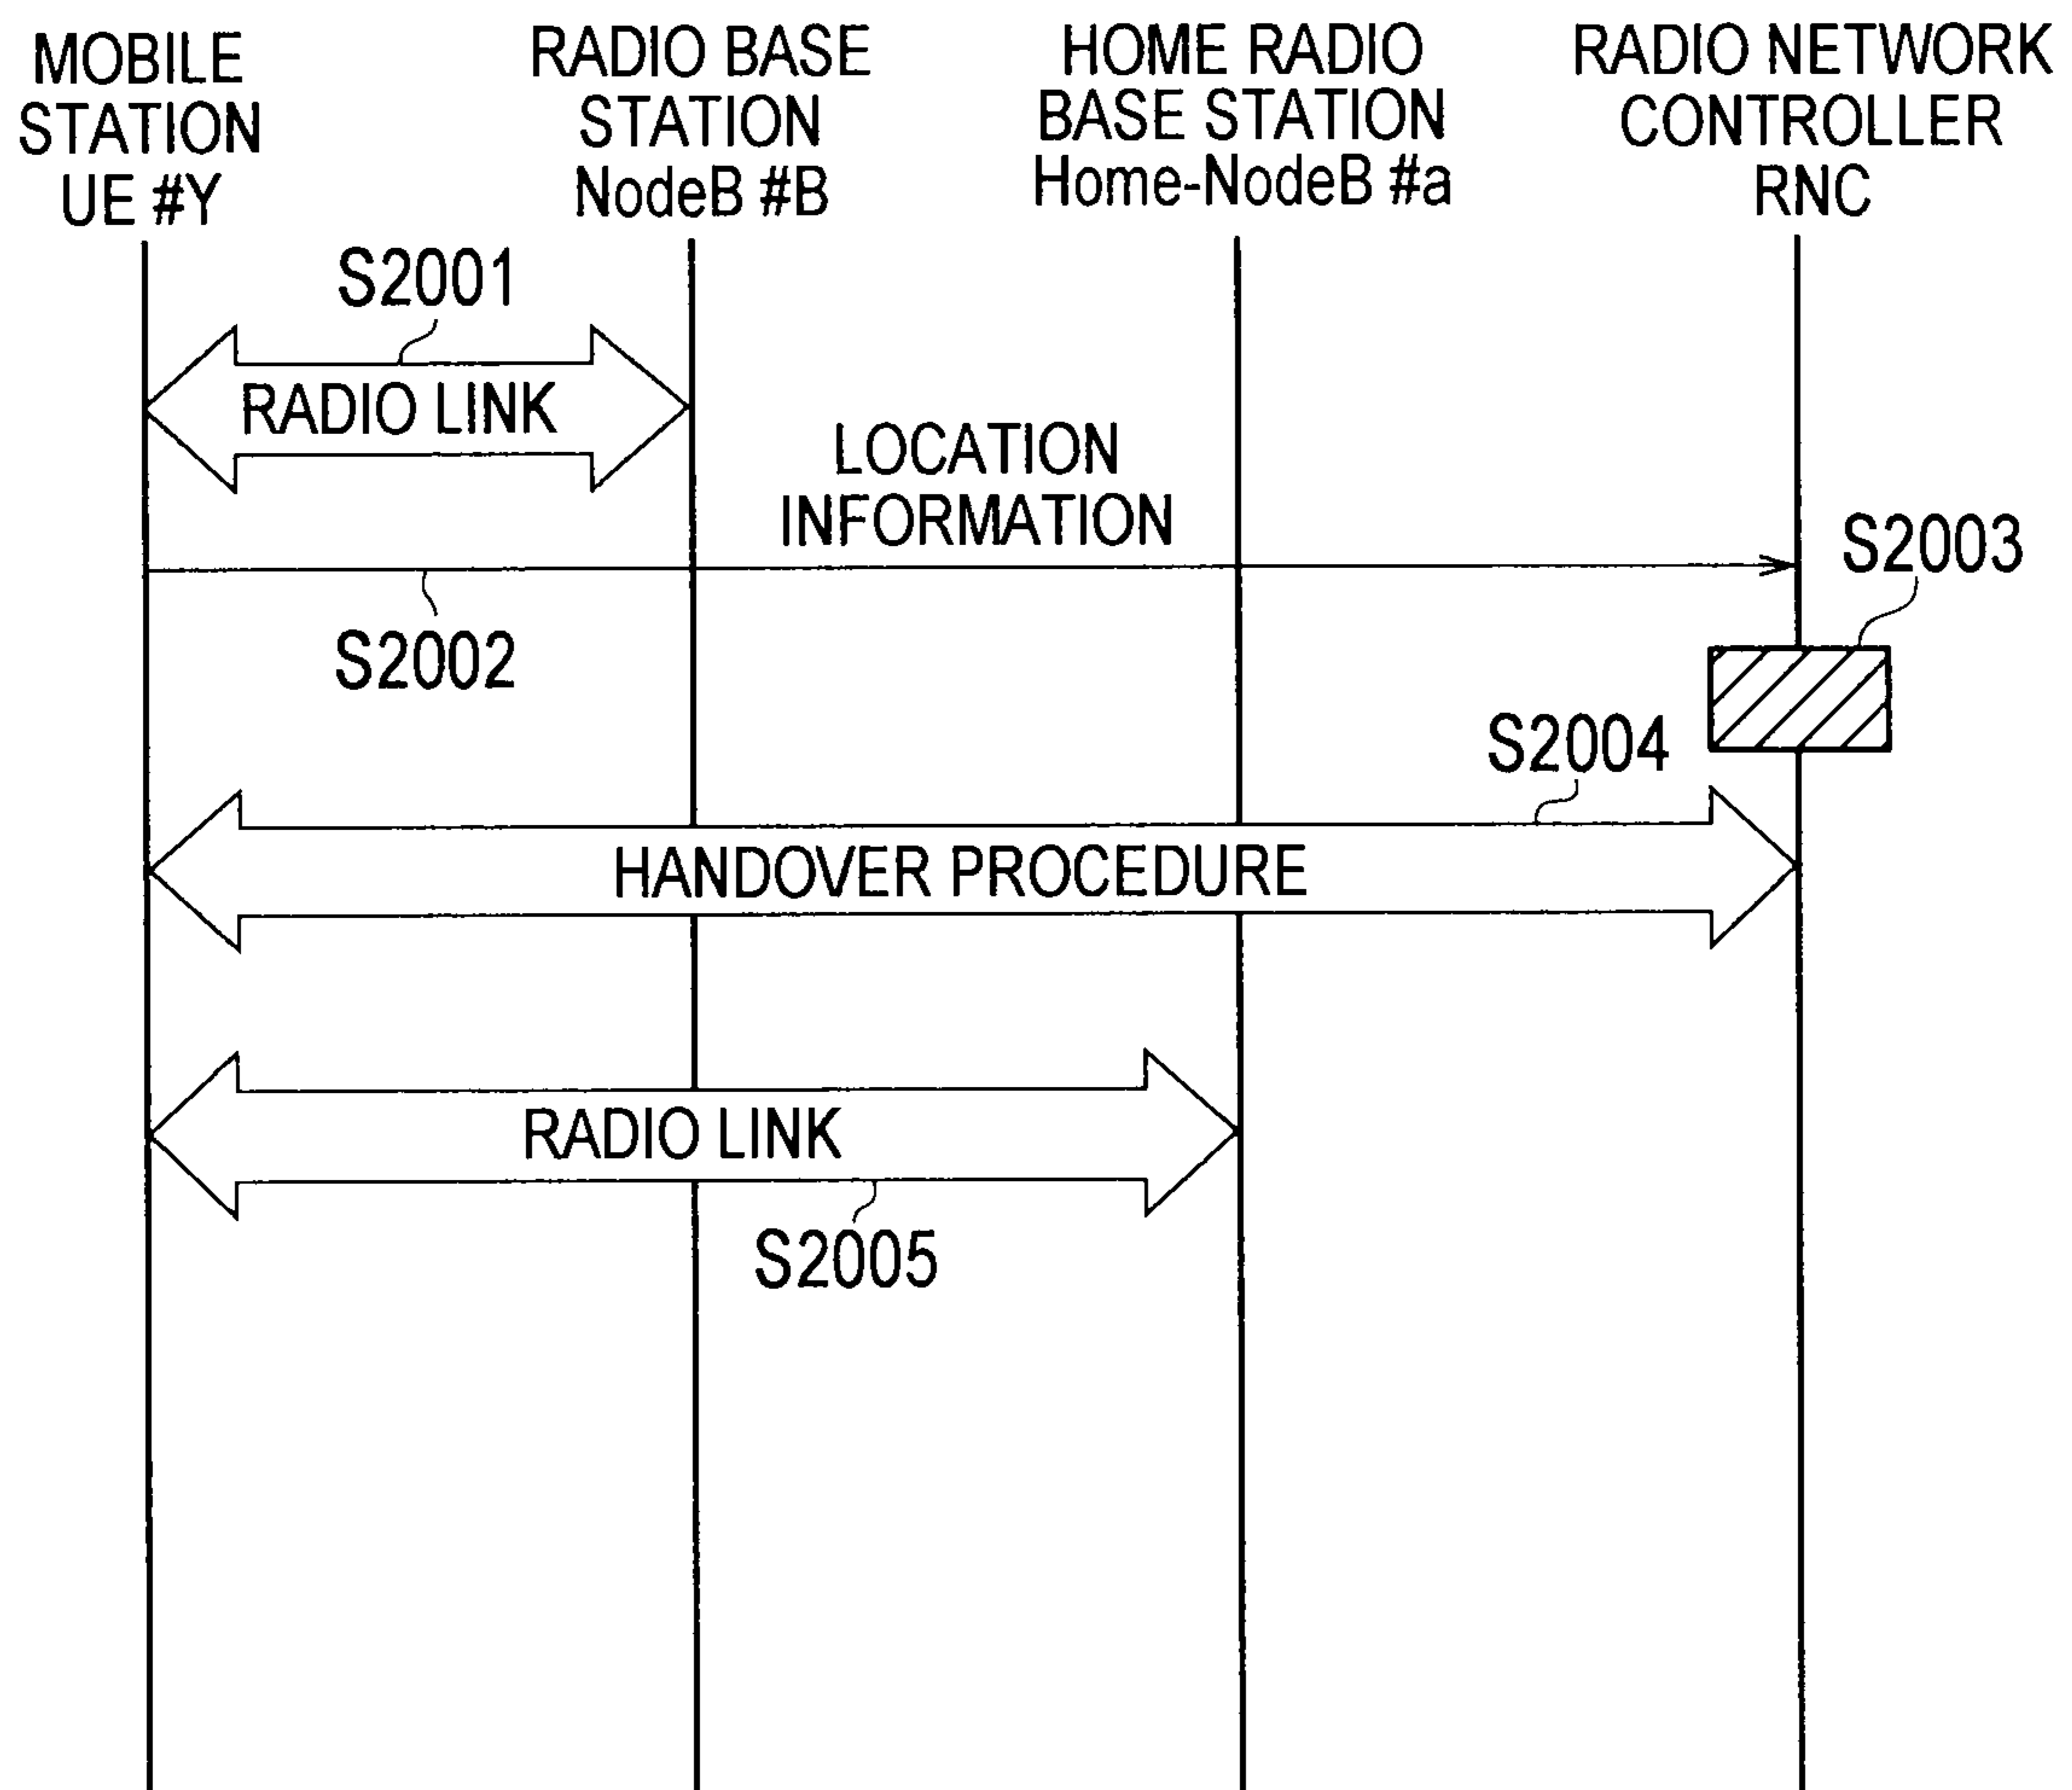 MOBILE
STATION
UE #Y
RADIO BASE
STATION
NodeB #B
HOME RADIO
BASE STATION
Home-NodeB #a
RADIO NETWORK
CONTROLLER
RNC
S2001
RADIO LINK
LOCATION
INFORMATION
S2002
S2003
S2004
HANDOVER PROCEDURE
RADIO LINK
S2005